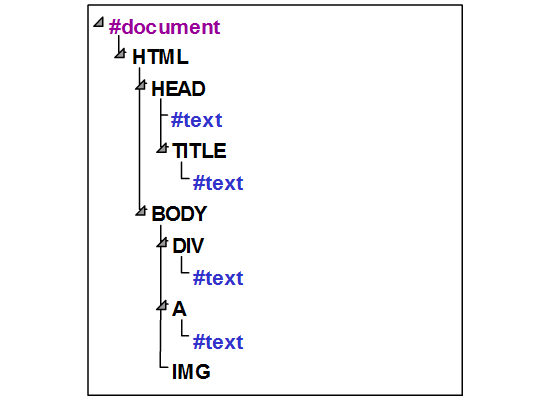 #document
HTML
HEAD
#text
TITLE
#text
BODY
DIV
#text
A
#text
IMG